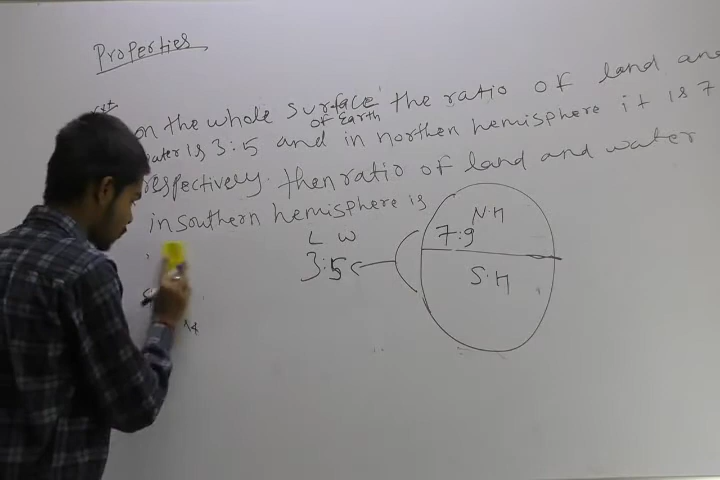 Properties
Ext
on the whole surface the ratio of land and
of Earth
water is 3:5 and in northen hemisphere it is 7
respectively. then ratio of land and water
in southern hemisphere is
L W
3:5
N.H
7:9
S.H